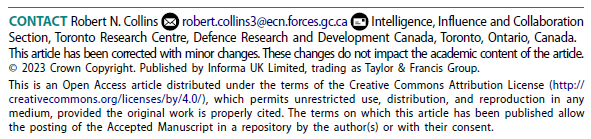 CONTACT Robert N. Collins robert.collins3@ecn.forces.gc.ca Intelligence, Influence and Collaboration
Section, Toronto Research Centre, Defence Research and Development Canada, Toronto, Ontario, Canada.
This article has been corrected with minor changes. These changes do not impact the academic content of the article.
© 2023 Crown Copyright. Published by Informa UK Limited, trading as Taylor & Francis Group.
This is an Open Access article distributed under the terms of the Creative Commons Attribution License (http://
creativecommons.org/licenses/by/4.0/), which permits unrestricted use, distribution, and reproduction in any
medium, provided the original work is properly cited. The terms on which this article has been published allow
the posting of the Accepted Manuscript in a repository by the author(s) or with their consent.